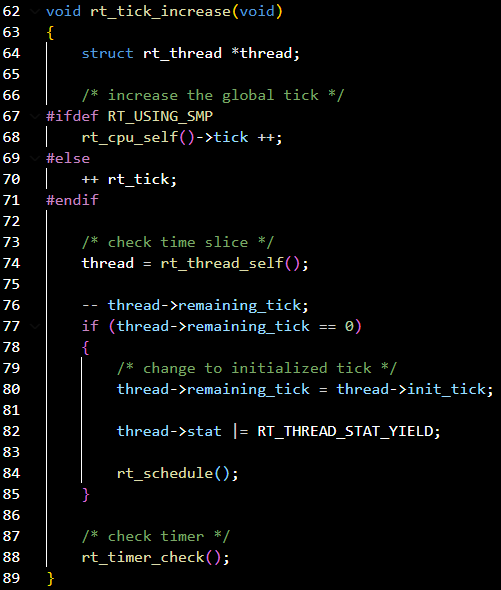 62 void rt_tick_increase(void)
63 {
64     struct rt_thread *thread;
65
66     /* increase the global tick */
67 #ifdef RT_USING_SMP
68     rt_cpu_self()->tick ++;
69 #else
70     ++ rt_tick;
71 #endif
72
73     /* check time slice */
74     thread = rt_thread_self();
75
76     -- thread->remaining_tick;
77     if (thread->remaining_tick == 0)
78     {
79         /* change to initialized tick */
80         thread->remaining_tick = thread->init_tick;
81
82         thread->stat |= RT_THREAD_STAT_YIELD;
83
84         rt_schedule();
85     }
86
87     /* check timer */
88     rt_timer_check();
89 }